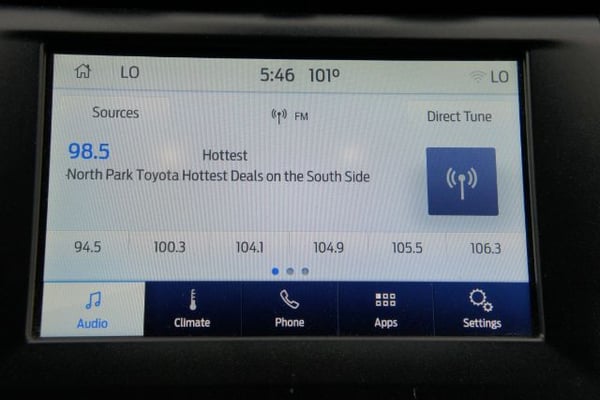 LO 5:46 101° LO
Sources FM Direct Tune
98.5 Hottest
North Park Toyota Hottest Deals on the South Side
94.5 100.3 104.1 104.9 105.5 106.3
Audio Climate Phone Apps Settings